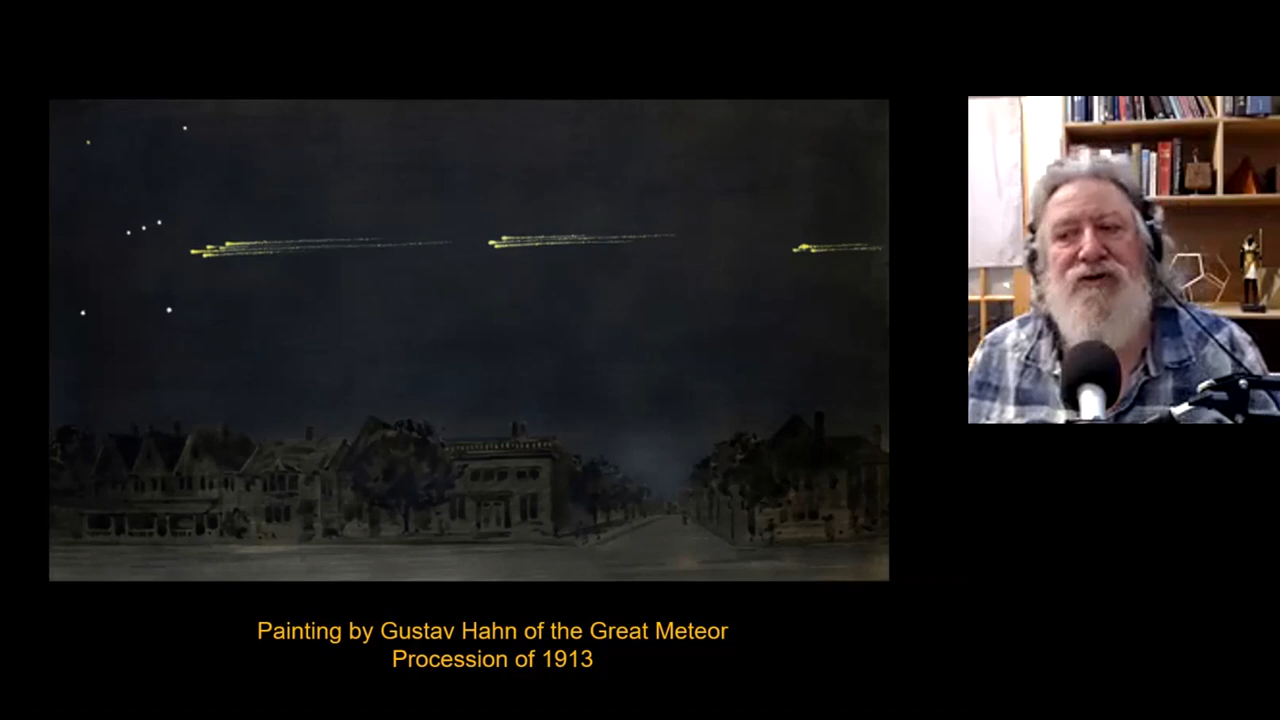 Painting by Gustav Hahn of the Great Meteor
Procession of 1913